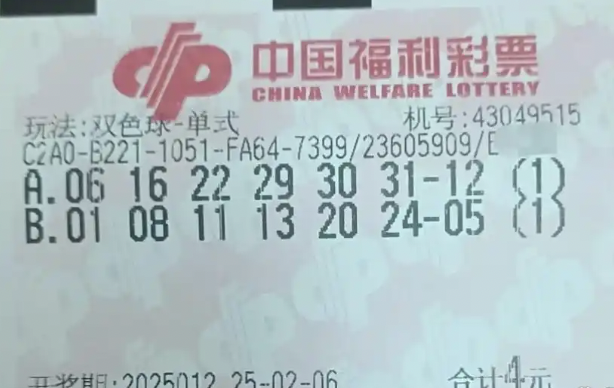 中国福利彩票
CHINA WELFARE LOTTERY
玩法:双色球-单式 机号:43049515
C2A0-B221-1051-FA64-7399/23605909/E
A.06 16 22 29 30 31-12 (1)
B.01 08 11 13 20 24-05 (1)
开奖期:2025012 25-02-06 合计4元